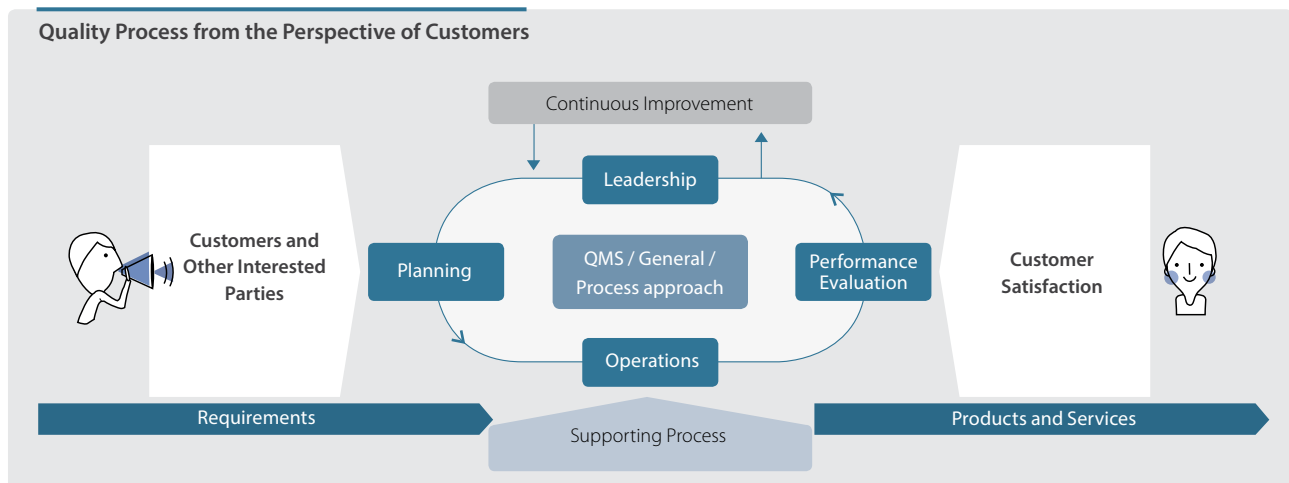 Quality Process from the Perspective of Customers
Continuous Improvement
Leadership
Customers and
Other Interested
Parties
Planning
QMS / General /
Process approach
Performance
Evaluation
Customer
Satisfaction
Operations
Requirements
Supporting Process
Products and Services